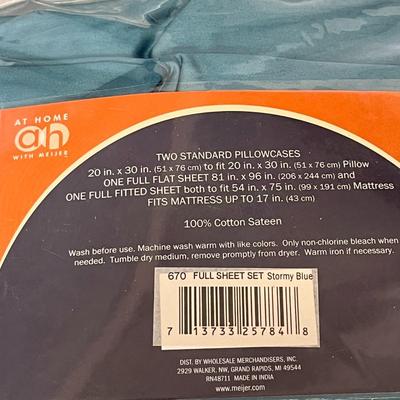 AT HOME
ah
WITH MEIJER
TWO STANDARD PILLOWCASES
20 in. x 30 in. (51 x 76 cm) to fit 20 in. x 30 in. (51 x 76 cm) Pillow
ONE FULL FLAT SHEET 81 in. x 96 in. (206 x 244 cm) and
ONE FULL FITTED SHEET both to fit 54 in. x 75 in. (99 x 191 cm) Mattress
FITS MATTRESS UP TO 17 in. (43 cm)
100% Cotton Sateen
Wash before use. Machine wash warm with like colors. Only non-chlorine bleach when
needed. Tumble dry medium, remove promptly from dryer. Warm iron if necessary.
670 FULL SHEET SET Stormy Blue
7 13733 25784 8
DIST. BY WHOLESALE MERCHANDISERS, INC.
2929 WALKER, NW, GRAND RAPIDS, MI 49544
RN48711 MADE IN INDIA
www.meijer.com